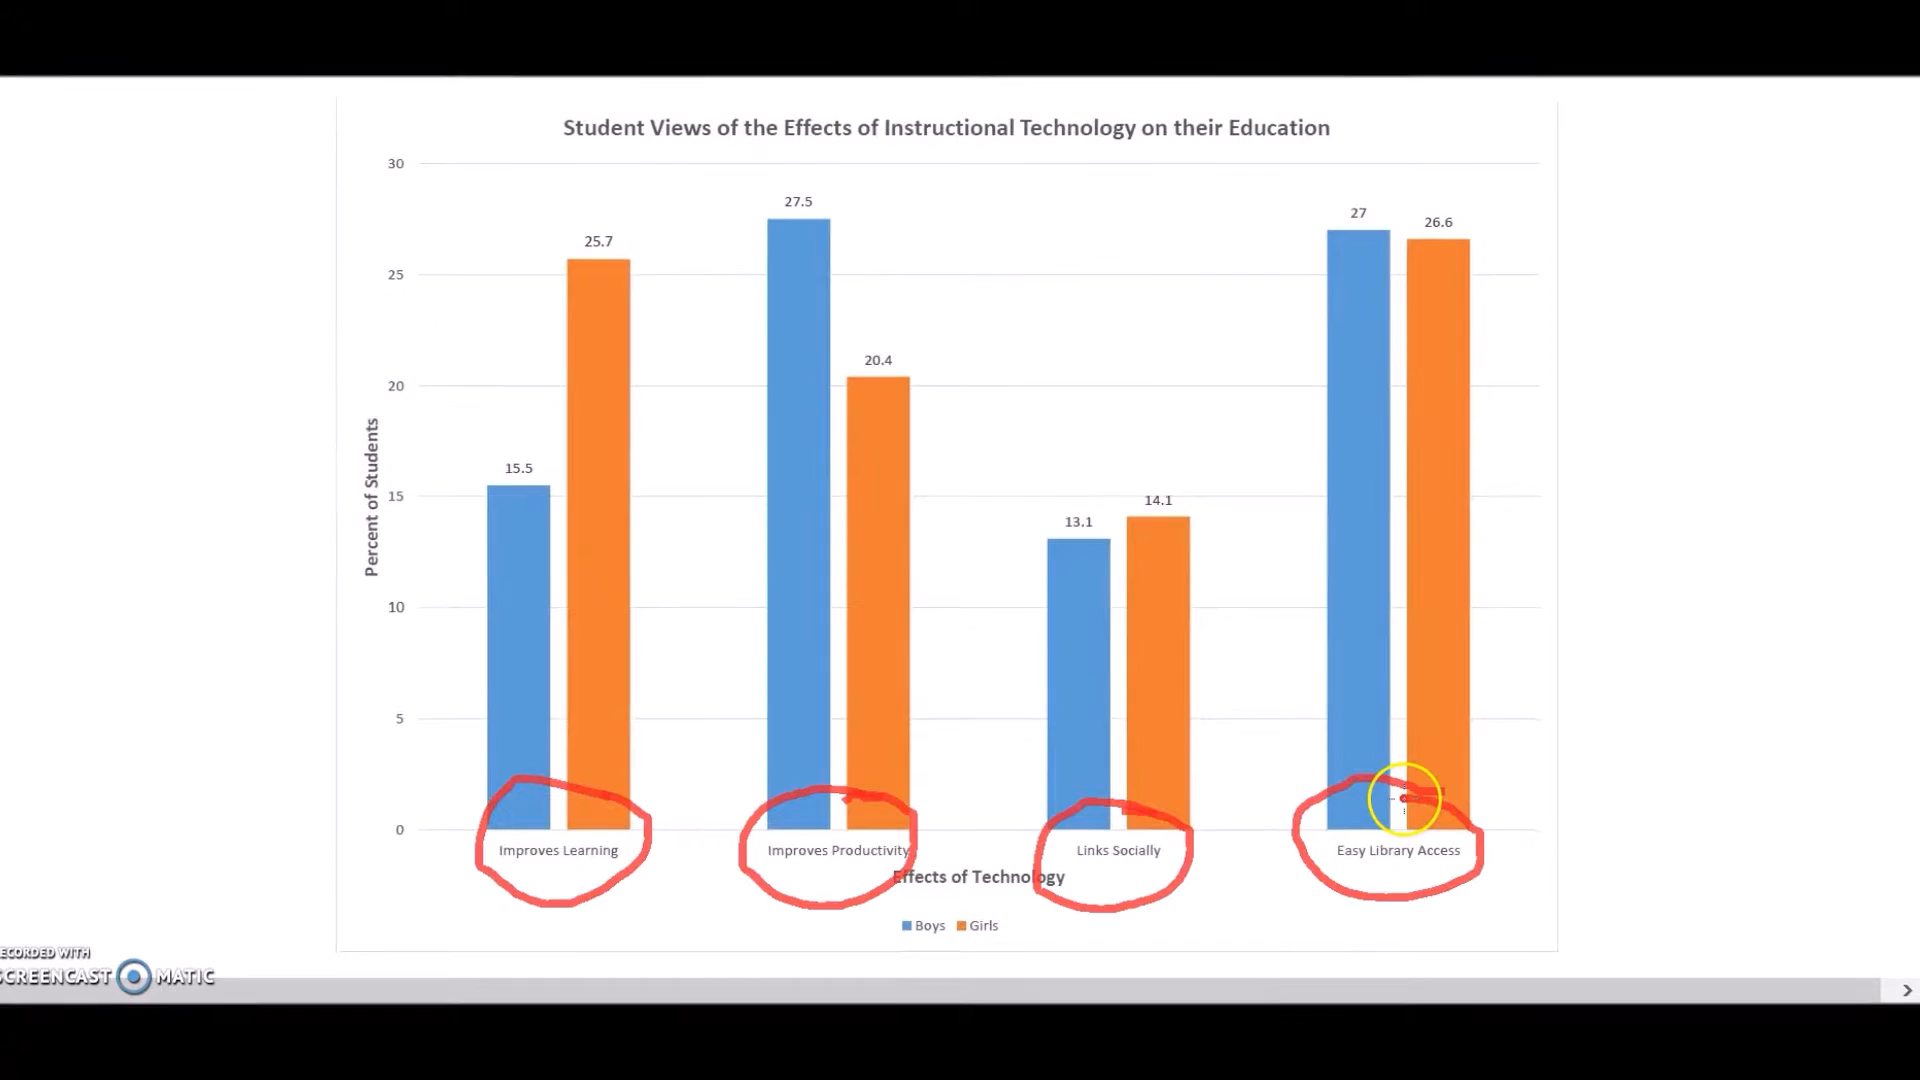 Student Views of the Effects of Instructional Technology on their Education
30
25
20
15
10
5
0
Percent of Students
15.5
25.7
27.5
20.4
13.1
14.1
27
26.6
Improves Learning
Improves Productivity
Links Socially
Easy Library Access
Effects of Technology
Boys
Girls
ECORDED WITH
SCREENCAST MATIC